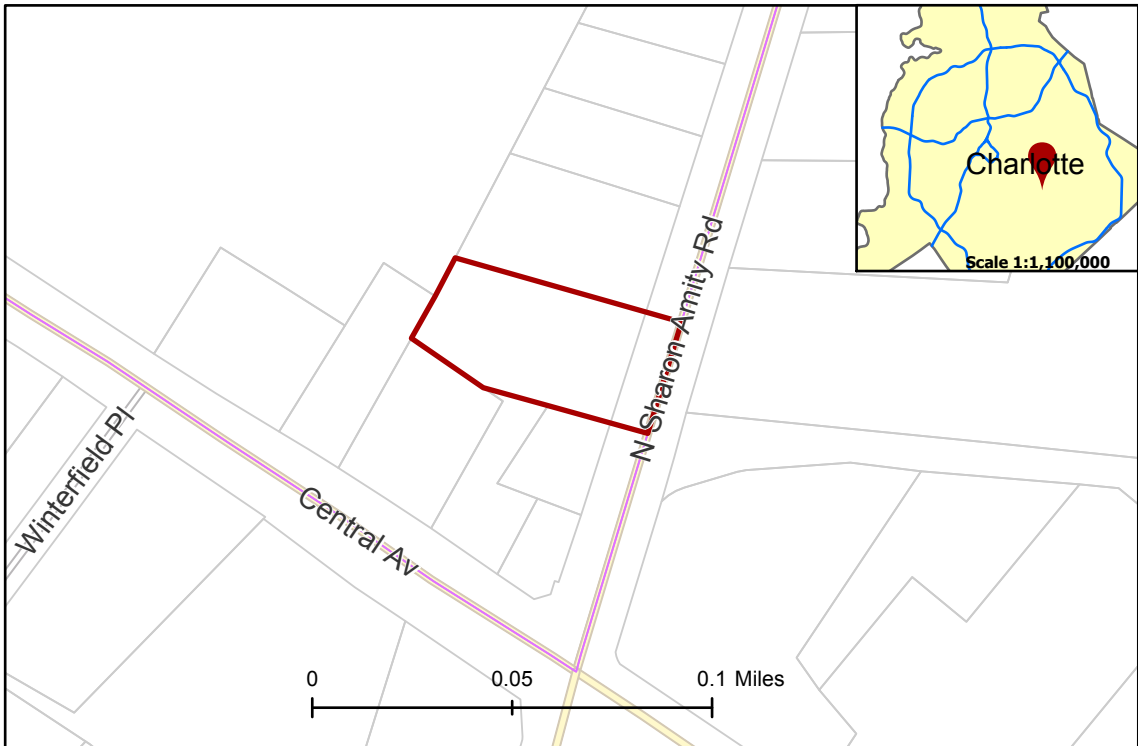 Charlotte
Scale 1:1,100,000
N Sharon Amity Rd
Winterfield Pl
Central Av
0 0.05 0.1 Miles